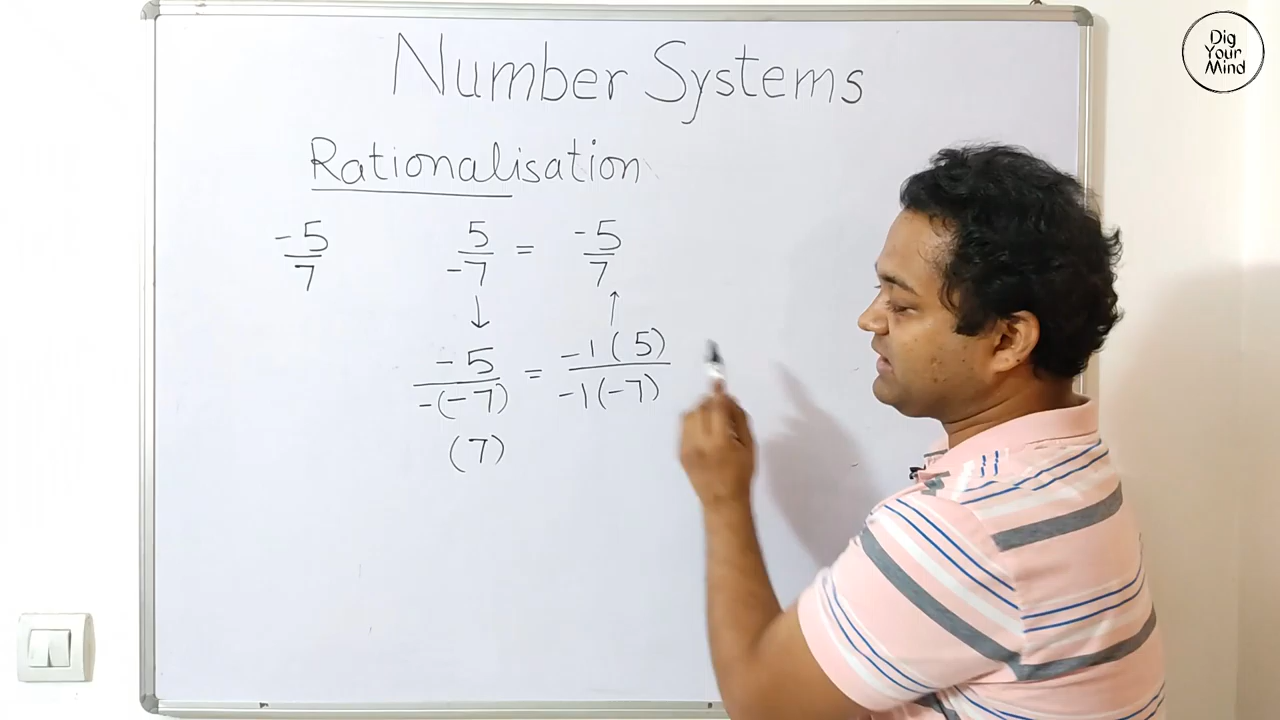 Number Systems
Dig
Your
Mind
Rationalisation
-5/7    5/-7 = -5/7
↓ ↑
-5/-(-7) = -1(5)/-1(-7)
(7)